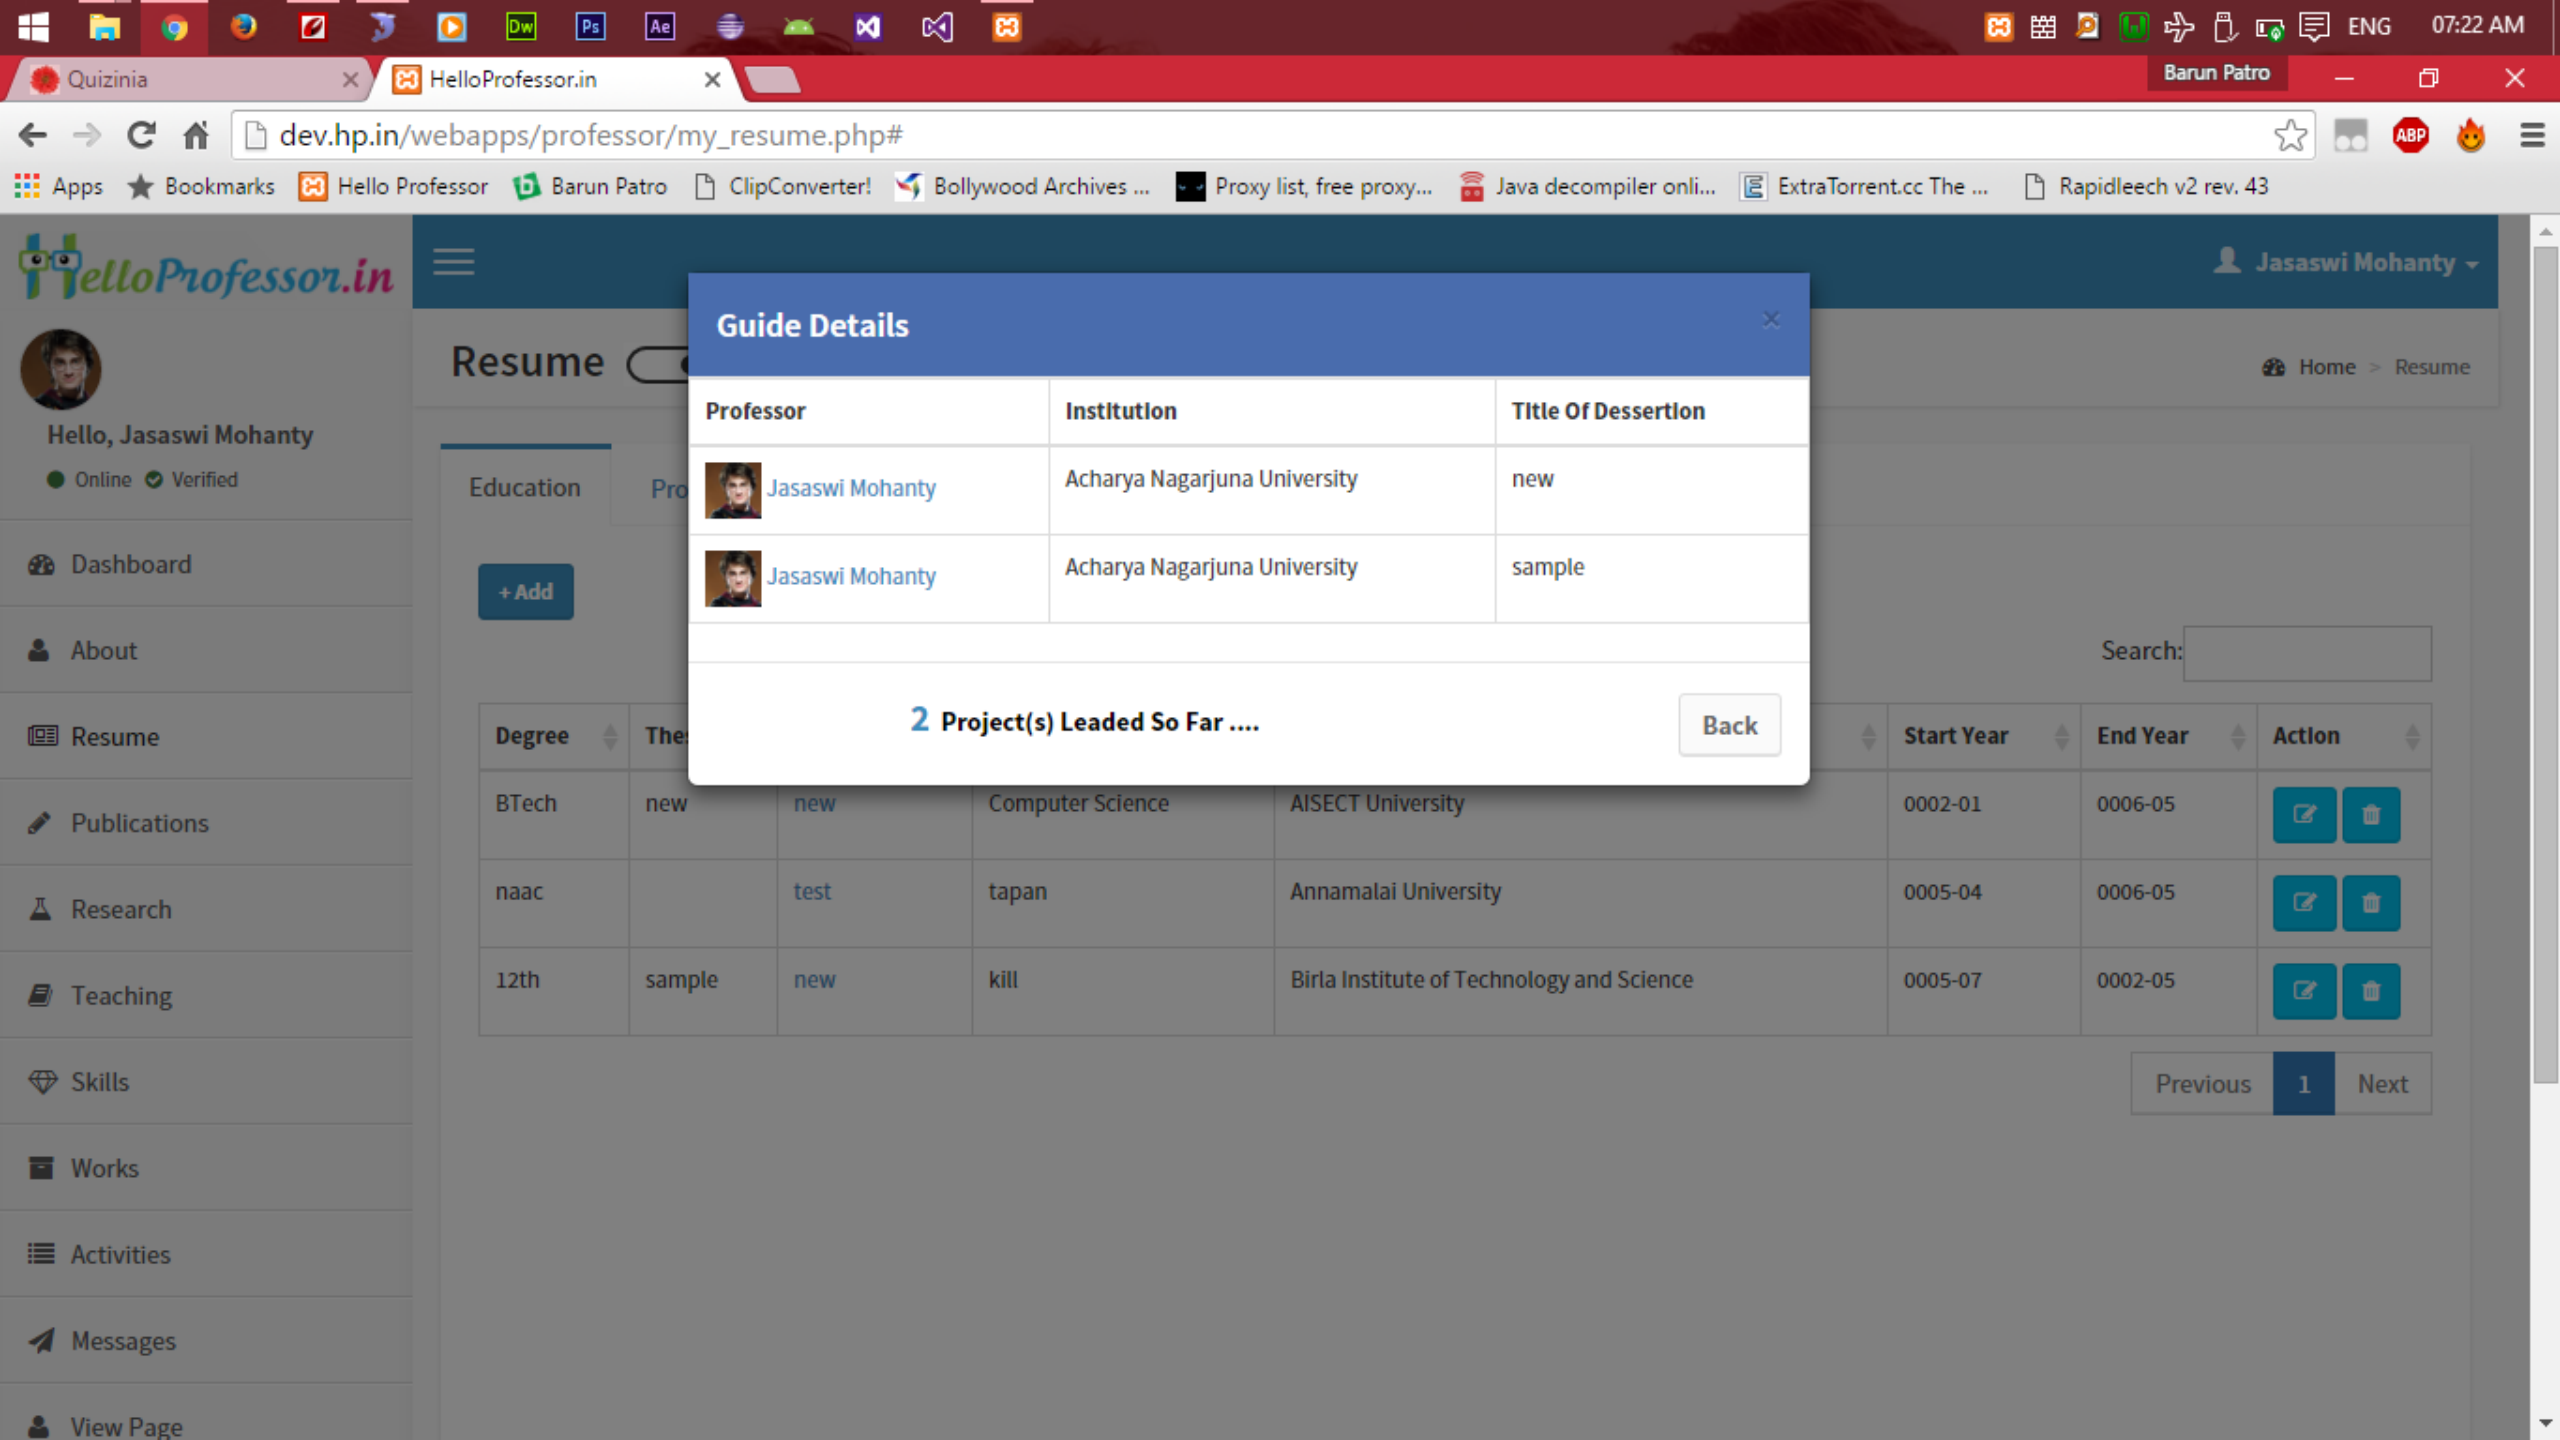 Dw Ps Ae ENG 07:22 AM
Quizinia HelloProfessor.in Barun Patro
dev.hp.in/webapps/professor/my_resume.php# ABP
Apps Bookmarks Hello Professor Barun Patro ClipConverter! Bollywood Archives ... Proxy list, free proxy... Java decompiler onli... ExtraTorrent.cc The ... Rapidleech v2 rev. 43
HelloProfessor.in
Jasaswi Mohanty
Guide Details ×
Resume
Home > Resume
Professor Institution Title Of Dessertion
Hello, Jasaswi Mohanty
Online Verified
Jasaswi Mohanty Acharya Nagarjuna University new
Education Pro
Jasaswi Mohanty Acharya Nagarjuna University sample
Dashboard
+ Add
About
Search:
2 Project(s) Leaded So Far .... Back
Resume
Degree Thes Start Year End Year Action
BTech new new Computer Science AISECT University 0002-01 0006-05
Publications
naac test tapan Annamalai University 0005-04 0006-05
Research
12th sample new kill Birla Institute of Technology and Science 0005-07 0002-05
Teaching
Skills
Previous 1 Next
Works
Activities
Messages
View Page